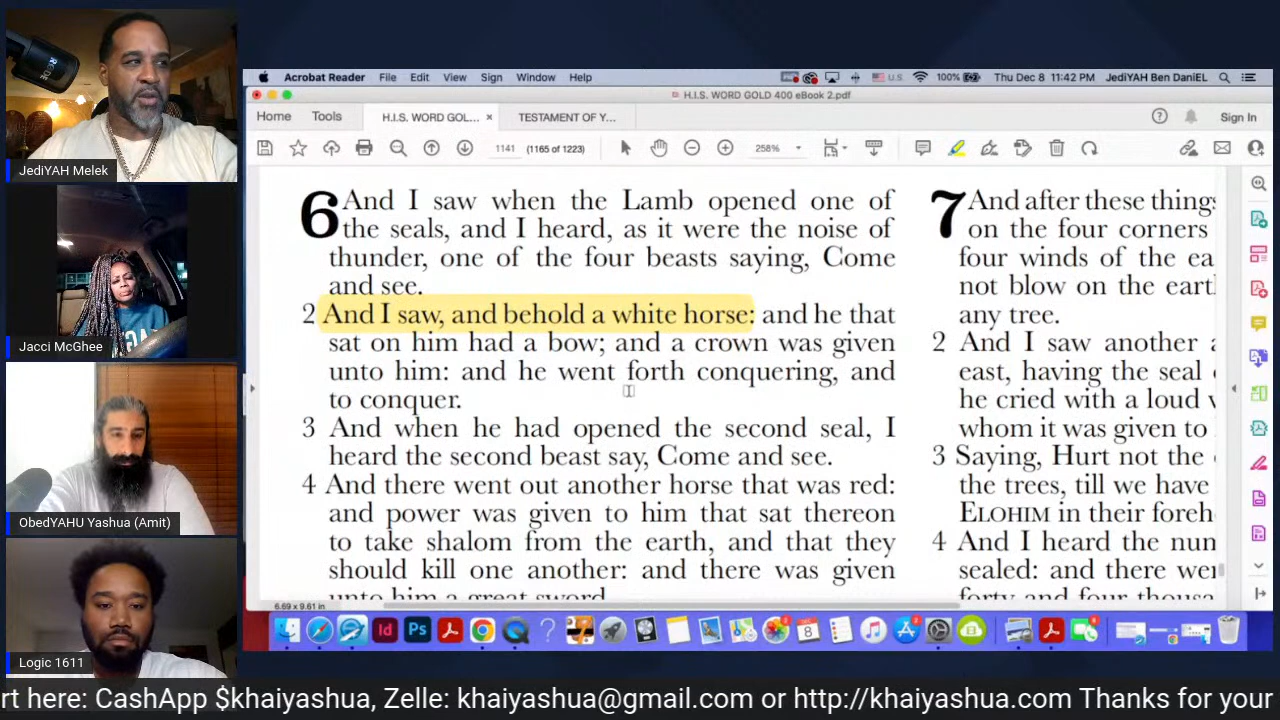 JediYAH Melek
Jacci McGhee
ObedYAHU Yashua (Amit)
Logic 1611
Acrobat Reader File Edit View Sign Window Help
U.S. 100% Thu Dec 8 11:42 PM JediYAH Ben DaniEL
H.I.S. WORD GOLD 400 eBook 2.pdf
Home Tools H.I.S. WORD GOL... × TESTAMENT OF Y... Sign In
1141 (1165 of 1223) 258%
6 And I saw when the Lamb opened one of
the seals, and I heard, as it were the noise of
thunder, one of the four beasts saying, Come
and see.
2 And I saw, and behold a white horse: and he that
sat on him had a bow; and a crown was given
unto him: and he went forth conquering, and
to conquer.
3 And when he had opened the second seal, I
heard the second beast say, Come and see.
4 And there went out another horse that was red:
and power was given to him that sat thereon
to take shalom from the earth, and that they
should kill one another: and there was given
unto him a great sword.
7 And after these things
on the four corners
four winds of the ea
not blow on the eart
any tree.
2 And I saw another a
east, having the seal
he cried with a loud v
whom it was given to
3 Saying, Hurt not the
the trees, till we have
ELOHIM in their foreh
4 And I heard the num
sealed: and there wer
forty and four thousa
6.69 x 9.61 in
rt here: CashApp $khaiyashua, Zelle: khaiyashua@gmail.com or http://khaiyashua.com Thanks for your